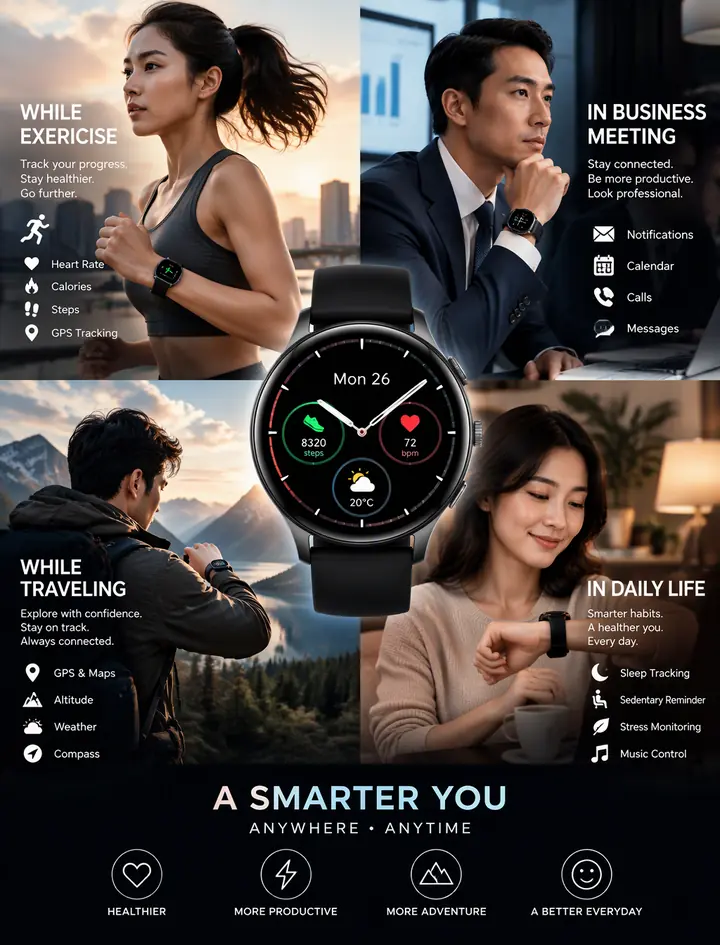 WHILE
EXERICISE
Track your progress.
Stay healthier.
Go further.
Heart Rate
Calories
Steps
GPS Tracking
IN BUSINESS
MEETING
Stay connected.
Be more productive.
Look professional.
Notifications
Calendar
Calls
Messages
Mon 26
8320
steps
72
bpm
20°C
WHILE
TRAVELING
Explore with confidence.
Stay on track.
Always connected.
GPS & Maps
Altitude
Weather
Compass
IN DAILY LIFE
Smarter habits.
A healther you.
Every day.
Sleep Tracking
Sedentary Reminder
Stress Monitoring
Music Control
A SMARTER YOU
ANYWHERE • ANYTIME
HEALTHIER
MORE PRODUCTIVE
MORE ADVENTURE
A BETTER EVERYDAY